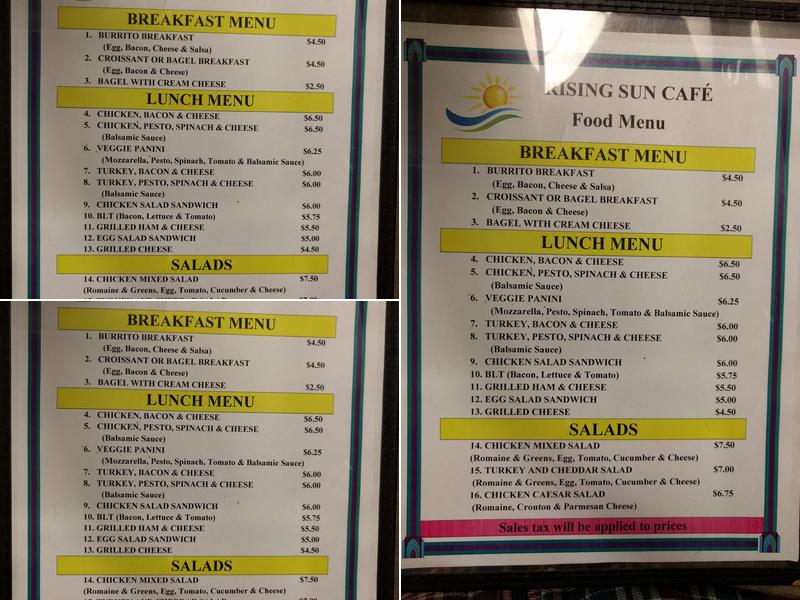 BREAKFAST MENU
1. BURRITO BREAKFAST $4.50
(Egg, Bacon, Cheese & Salsa)
2. CROISSANT OR BAGEL BREAKFAST $4.50
(Egg, Bacon & Cheese)
3. BAGEL WITH CREAM CHEESE $2.50
LUNCH MENU
4. CHICKEN, BACON & CHEESE $6.50
5. CHICKEN, PESTO, SPINACH & CHEESE $6.50
(Balsamic Sauce)
6. VEGGIE PANINI $6.25
(Mozzarella, Pesto, Spinach, Tomato & Balsamic Sauce)
7. TURKEY, BACON & CHEESE $6.00
8. TURKEY, PESTO, SPINACH & CHEESE $6.00
(Balsamic Sauce)
9. CHICKEN SALAD SANDWICH $6.00
10. BLT (Bacon, Lettuce & Tomato) $5.75
11. GRILLED HAM & CHEESE $5.50
12. EGG SALAD SANDWICH $5.00
13. GRILLED CHEESE $4.50
SALADS
14. CHICKEN MIXED SALAD $7.50
(Romaine & Greens, Egg, Tomato, Cucumber & Cheese)
BREAKFAST MENU
1. BURRITO BREAKFAST $4.50
(Egg, Bacon, Cheese & Salsa)
2. CROISSANT OR BAGEL BREAKFAST $4.50
(Egg, Bacon & Cheese)
3. BAGEL WITH CREAM CHEESE $2.50
LUNCH MENU
4. CHICKEN, BACON & CHEESE $6.50
5. CHICKEN, PESTO, SPINACH & CHEESE $6.50
(Balsamic Sauce)
6. VEGGIE PANINI $6.25
(Mozzarella, Pesto, Spinach, Tomato & Balsamic Sauce)
7. TURKEY, BACON & CHEESE $6.00
8. TURKEY, PESTO, SPINACH & CHEESE $6.00
(Balsamic Sauce)
9. CHICKEN SALAD SANDWICH $6.00
10. BLT (Bacon, Lettuce & Tomato) $5.75
11. GRILLED HAM & CHEESE $5.50
12. EGG SALAD SANDWICH $5.00
13. GRILLED CHEESE $4.50
SALADS
14. CHICKEN MIXED SALAD $7.50
(Romaine & Greens, Egg, Tomato, Cucumber & Cheese)
RISING SUN CAFÉ
Food Menu
BREAKFAST MENU
1. BURRITO BREAKFAST $4.50
(Egg, Bacon, Cheese & Salsa)
2. CROISSANT OR BAGEL BREAKFAST $4.50
(Egg, Bacon & Cheese)
3. BAGEL WITH CREAM CHEESE $2.50
LUNCH MENU
4. CHICKEN, BACON & CHEESE $6.50
5. CHICKEN, PESTO, SPINACH & CHEESE $6.50
(Balsamic Sauce)
6. VEGGIE PANINI $6.25
(Mozzarella, Pesto, Spinach, Tomato & Balsamic Sauce)
7. TURKEY, BACON & CHEESE $6.00
8. TURKEY, PESTO, SPINACH & CHEESE $6.00
(Balsamic Sauce)
9. CHICKEN SALAD SANDWICH $6.00
10. BLT (Bacon, Lettuce & Tomato) $5.75
11. GRILLED HAM & CHEESE $5.50
12. EGG SALAD SANDWICH $5.00
13. GRILLED CHEESE $4.50
SALADS
14. CHICKEN MIXED SALAD $7.50
(Romaine & Greens, Egg, Tomato, Cucumber & Cheese)
15. TURKEY AND CHEDDAR SALAD $7.00
(Romaine & Greens, Egg, Tomato, Cucumber & Cheese)
16. CHICKEN CAESAR SALAD $6.75
(Romaine, Crouton & Parmesan Cheese)
Sales tax will be applied to prices